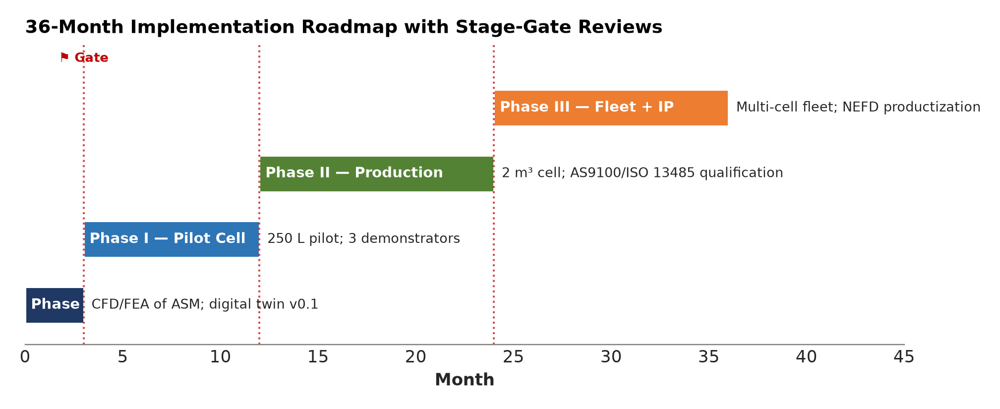 36-Month Implementation Roadmap with Stage-Gate Reviews
⚑ Gate
Phase III — Fleet + IP
Multi-cell fleet; NEFD productization
Phase II — Production
2 m³ cell; AS9100/ISO 13485 qualification
Phase I — Pilot Cell
250 L pilot; 3 demonstrators
Phase
CFD/FEA of ASM; digital twin v0.1
0 5 10 15 20 25 30 35 40 45
Month